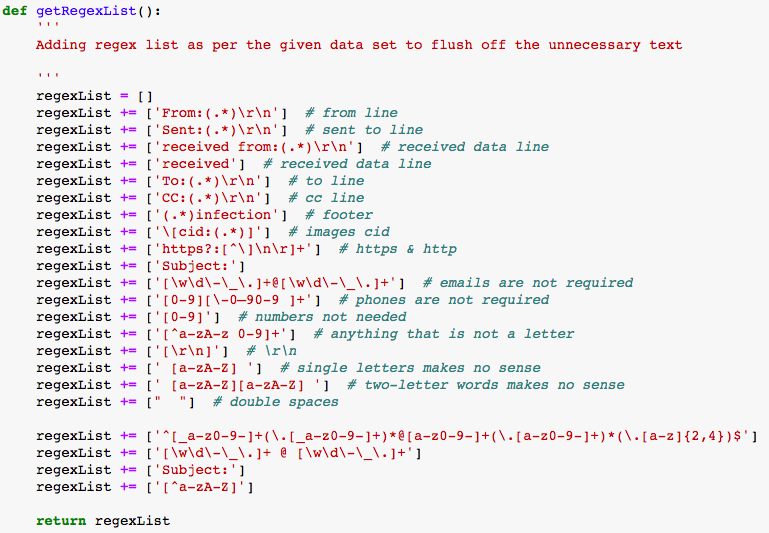 def getRegexList():
    '''
    Adding regex list as per the given data set to flush off the unnecessary text

    '''
    regexList = []
    regexList += ['From:(.*)\r\n']  # from line
    regexList += ['Sent:(.*)\r\n']  # sent to line
    regexList += ['received from:(.*)\r\n']  # received data line
    regexList += ['received']  # received data line
    regexList += ['To:(.*)\r\n']  # to line
    regexList += ['CC:(.*)\r\n']  # cc line
    regexList += ['(.*)infection']  # footer
    regexList += ['\[cid:(.*)]']  # images cid
    regexList += ['https?:[^\]\n\r]+']  # https & http
    regexList += ['Subject:']
    regexList += ['[\w\d\-\_\.]+@[\w\d\-\_\.]+']  # emails are not required
    regexList += ['[0-9][\-0–90-9 ]+']  # phones are not required
    regexList += ['[0-9]']  # numbers not needed
    regexList += ['[^a-zA-z 0-9]+']  # anything that is not a letter
    regexList += ['[\r\n]']  # \r\n
    regexList += [' [a-zA-Z] ']  # single letters makes no sense
    regexList += [' [a-zA-Z][a-zA-Z] ']  # two-letter words makes no sense
    regexList += ["  "]  # double spaces

    regexList += ['^[_a-z0-9-]+(\.[_a-z0-9-]+)*@[a-z0-9-]+(\.[a-z0-9-]+)*(\.[a-z]{2,4})$']
    regexList += ['[\w\d\-\_\.]+ @ [\w\d\-\_\.]+']
    regexList += ['Subject:']
    regexList += ['[^a-zA-Z]']

    return regexList